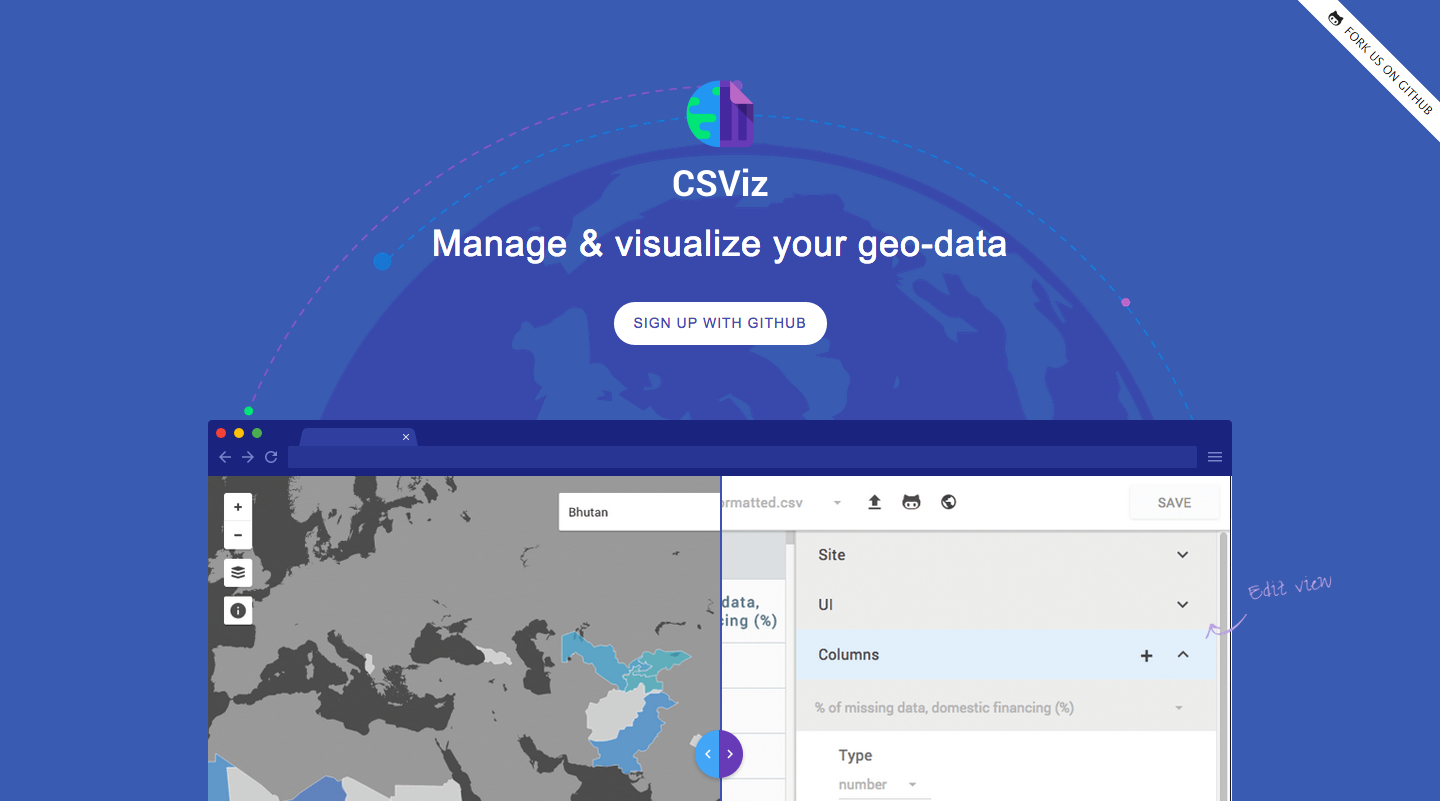 FORK US ON GITHUB
CSViz
Manage & visualize your geo-data
SIGN UP WITH GITHUB
Bhutan
ormatted.csv
SAVE
Site
data,
cing (%)
UI
Edit view
Columns
% of missing data, domestic financing (%)
Type
number